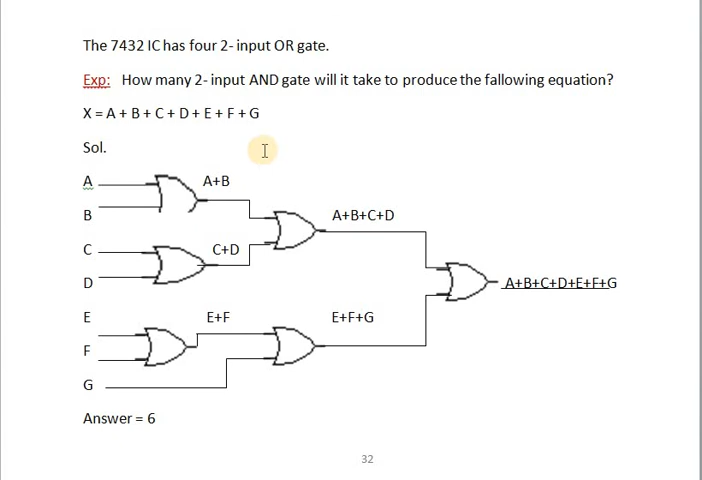 The 7432 IC has four 2- input OR gate.
Exp: How many 2- input AND gate will it take to produce the fallowing equation?
X = A + B + C + D + E + F + G
Sol.
A
A+B
B
A+B+C+D
C
C+D
D
A+B+C+D+E+F+G
E
E+F
E+F+G
F
G
Answer = 6
32